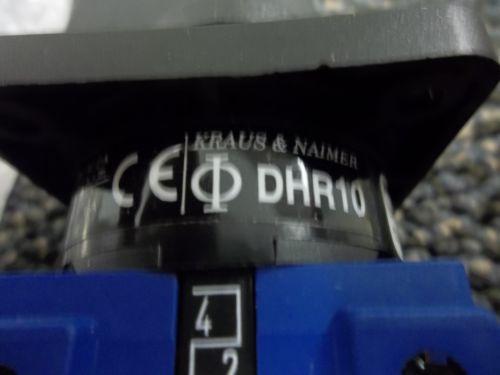 KRAUS & NAIMER
CE DHR10
4
2